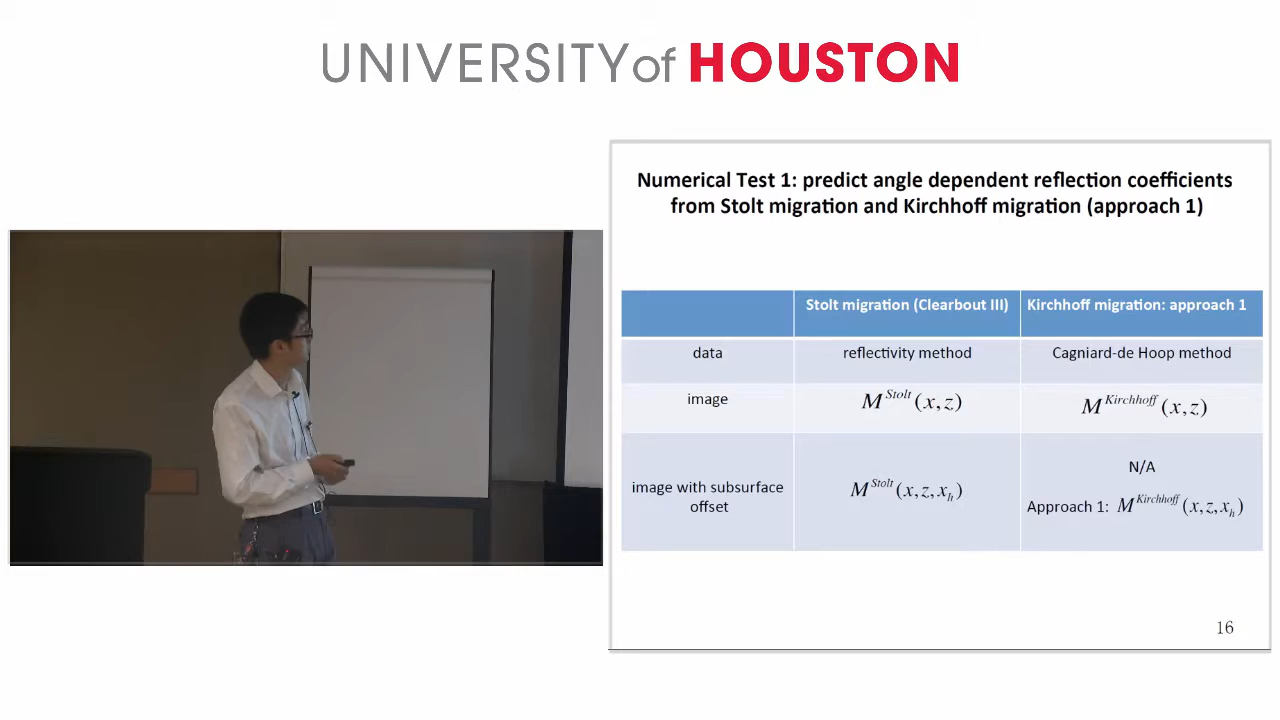 UNIVERSITY of HOUSTON
Numerical Test 1: predict angle dependent reflection coefficients
from Stolt migration and Kirchhoff migration (approach 1)
Stolt migration (Clearbout III)
Kirchhoff migration: approach 1
data
reflectivity method
Cagniard-de Hoop method
image
M^{Stolt}(x,z)
M^{Kirchhoff}(x,z)
image with subsurface
offset
M^{Stolt}(x,z,x_h)
N/A
Approach 1: M^{Kirchhoff}(x,z,x_h)
16